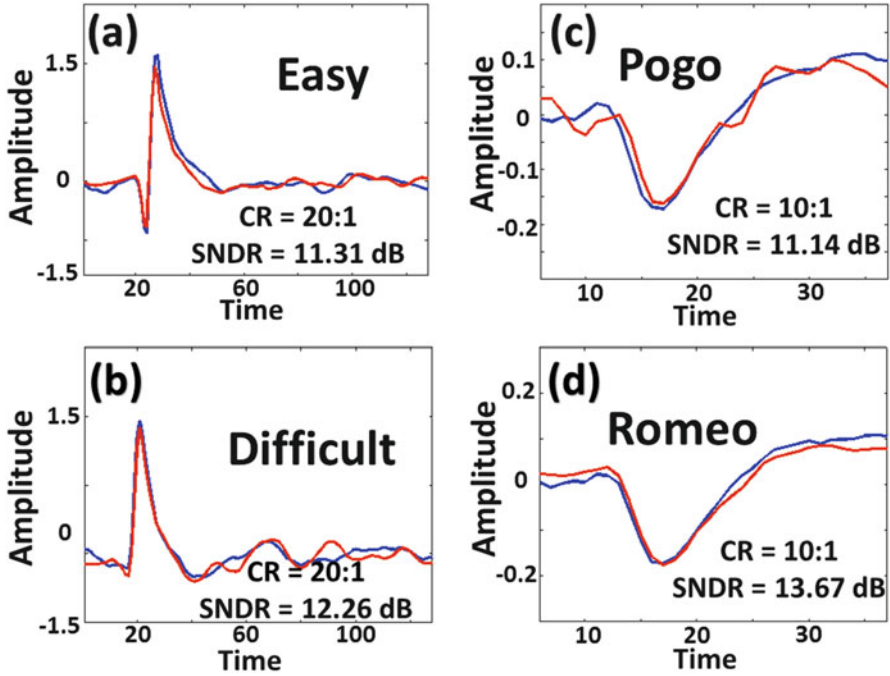 (a)
Easy
Amplitude
1.5
0
-1.5
CR = 20:1
SNDR = 11.31 dB
20 60 100
Time
(c)
Pogo
Amplitude
0.1
0
-0.1
-0.2
CR = 10:1
SNDR = 11.14 dB
10 20 30
Time
(b)
Difficult
Amplitude
1.5
0
-1.5
CR = 20:1
SNDR = 12.26 dB
20 60 100
Time
(d)
Romeo
Amplitude
0.2
0
-0.2
CR = 10:1
SNDR = 13.67 dB
10 20 30
Time